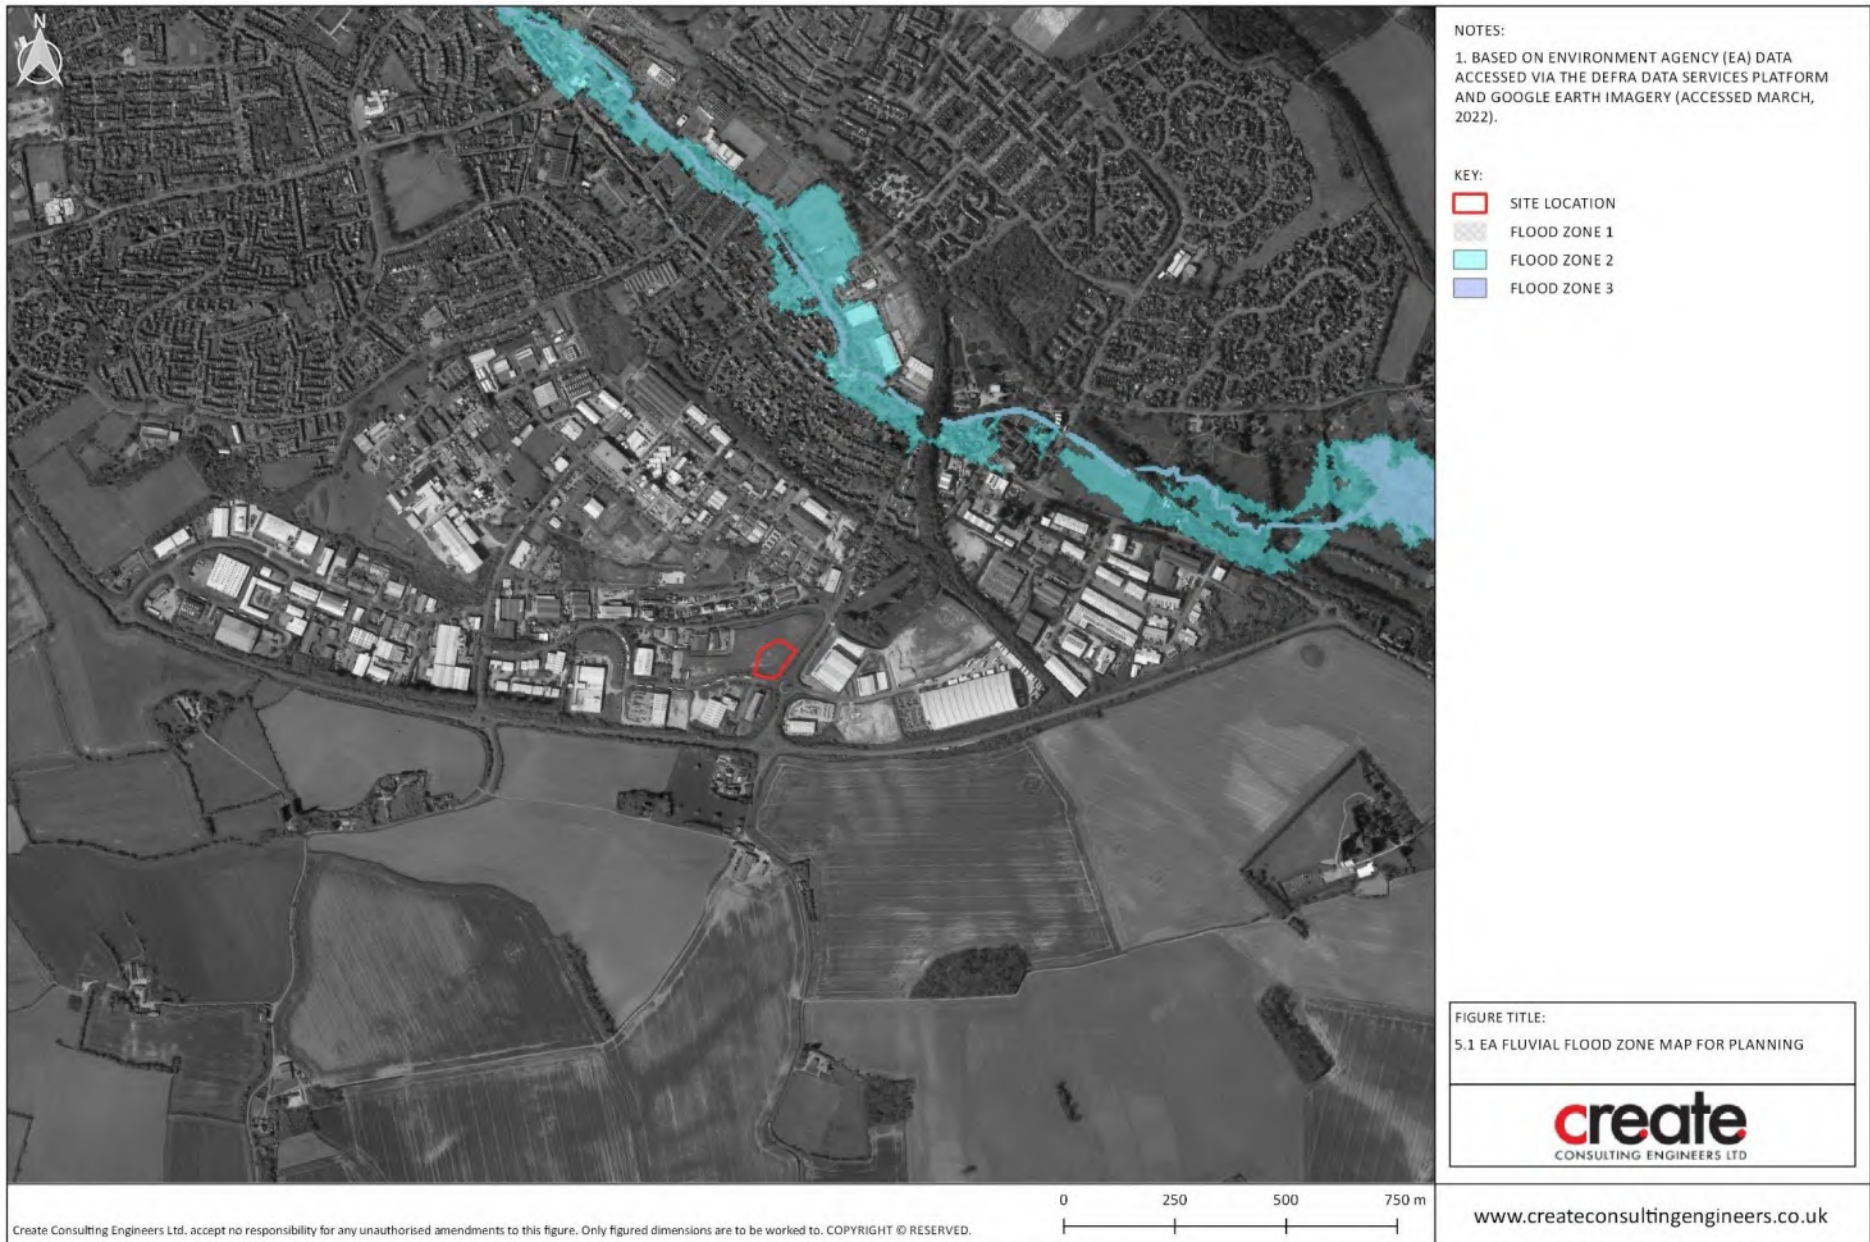 N
NOTES:
1. BASED ON ENVIRONMENT AGENCY (EA) DATA
ACCESSED VIA THE DEFRA DATA SERVICES PLATFORM
AND GOOGLE EARTH IMAGERY (ACCESSED MARCH,
2022).
KEY:
SITE LOCATION
FLOOD ZONE 1
FLOOD ZONE 2
FLOOD ZONE 3
FIGURE TITLE:
5.1 EA FLUVIAL FLOOD ZONE MAP FOR PLANNING
create
CONSULTING ENGINEERS LTD
0 250 500 750 m
Create Consulting Engineers Ltd. accept no responsibility for any unauthorised amendments to this figure. Only figured dimensions are to be worked to. COPYRIGHT © RESERVED.
www.createconsultingengineers.co.uk